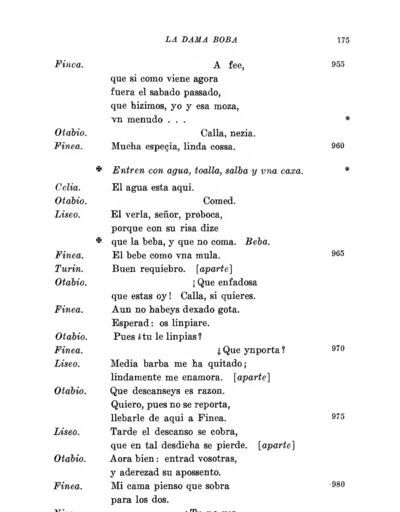 LA DAMA BOBA 175
Finea. A fee, 955
que si como viene agora
fuera el sabado passado,
que hizimos, yo y esa moza,
vn menudo . . . *
Otabio. Calla, nezia.
Finea. Mucha espeçia, linda cossa. 960
✠ Entren con agua, toalla, salba y vna caxa. *
Celia. El agua esta aqui.
Otabio. Comed.
Liseo. El verla, señor, proboca,
porque con su risa dize
✠ que la beba, y que no coma. Beba.
Finea. El bebe como vna mula. 965
Turin. Buen requiebro. [aparte]
Otabio. ¡Que enfadosa
que estas oy! Calla, si quieres.
Finea. Aun no habeys dexado gota.
Esperad: os linpiare.
Otabio. Pues ¿tu le linpias?
Finea. ¿Que ynporta? 970
Liseo. Media barba me ha quitado;
lindamente me enamora. [aparte]
Otabio. Que descanseys es razon.
Quiero, pues no se reporta,
llebarle de aqui a Finea. 975
Liseo. Tarde el descanso se cobra,
que en tal desdicha se pierde. [aparte]
Otabio. Aora bien: entrad vosotras,
y aderezad su apossento.
Finea. Mi cama pienso que sobra 980
para los dos.